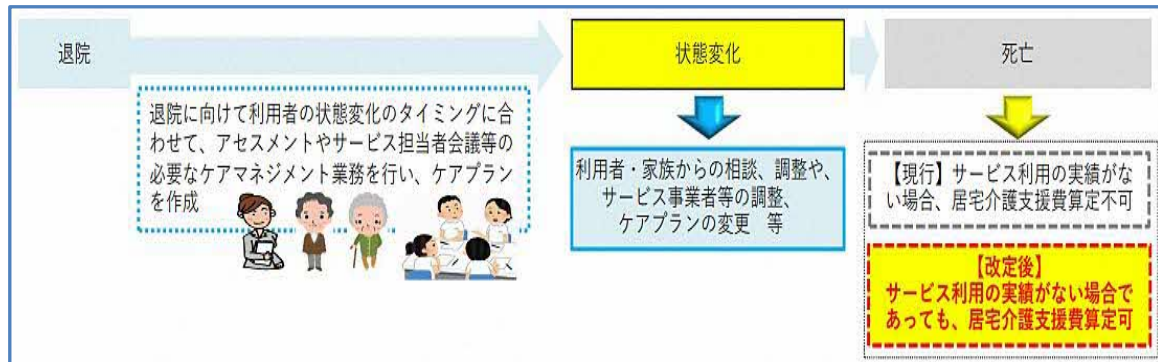 退院
状態変化
死亡
退院に向けて利用者の状態変化のタイミングに合
わせて、アセスメントやサービス担当者会議等の
必要なケアマネジメント業務を行い、ケアプラン
を作成
利用者・家族からの相談、調整や、
サービス事業者等の調整、
ケアプランの変更 等
【現行】サービス利用の実績がな
い場合、居宅介護支援費算定不可
【改定後】
サービス利用の実績がない場合で
あっても、居宅介護支援費算定可